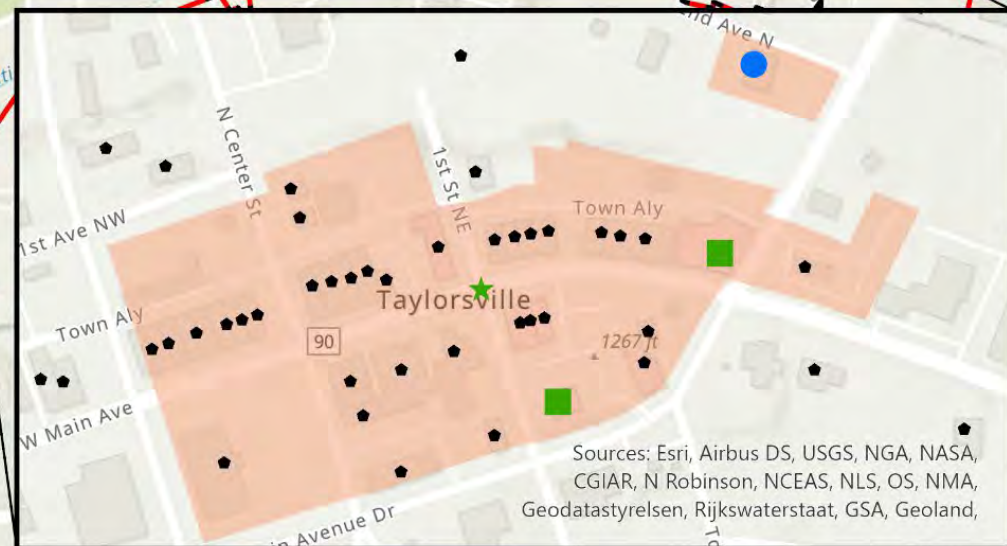 2nd Ave N
N Center St
1st St NE
1st Ave NW
Town Aly
Town Aly
Taylorsville
90
1267 ft
W Main Ave
Avenue Dr
Sources: Esri, Airbus DS, USGS, NGA, NASA,
CGIAR, N Robinson, NCEAS, NLS, OS, NMA,
Geodatastyrelsen, Rijkswaterstaat, GSA, Geoland,